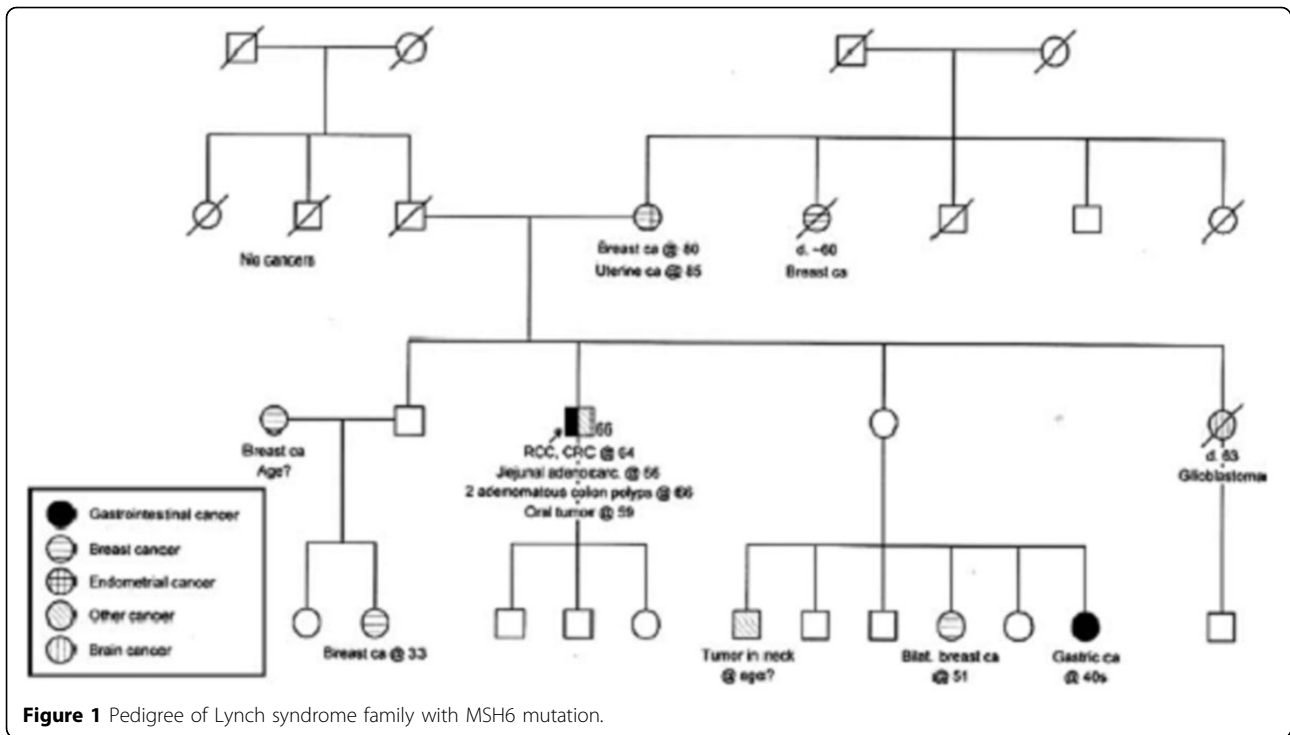 No cancers
Breast ca @ 80
Uterine ca @ 85
d. ~60
Breast ca
Breast ca
Age?
66
RCC, CRC @ 64
Jejunal adenocarc. @
2 adenomatous colon polyps @
Oral tumor @ 59
d. 63
Glioblastoma
Gastrointestinal cancer
Breast cancer
Endometrial cancer
Other cancer
Brain cancer
Breast ca @ 33
Tumor in neck
@ age?
Bilat. breast ca
@ 51
Gastric ca
@ 40s
Figure 1 Pedigree of Lynch syndrome family with MSH6 mutation.